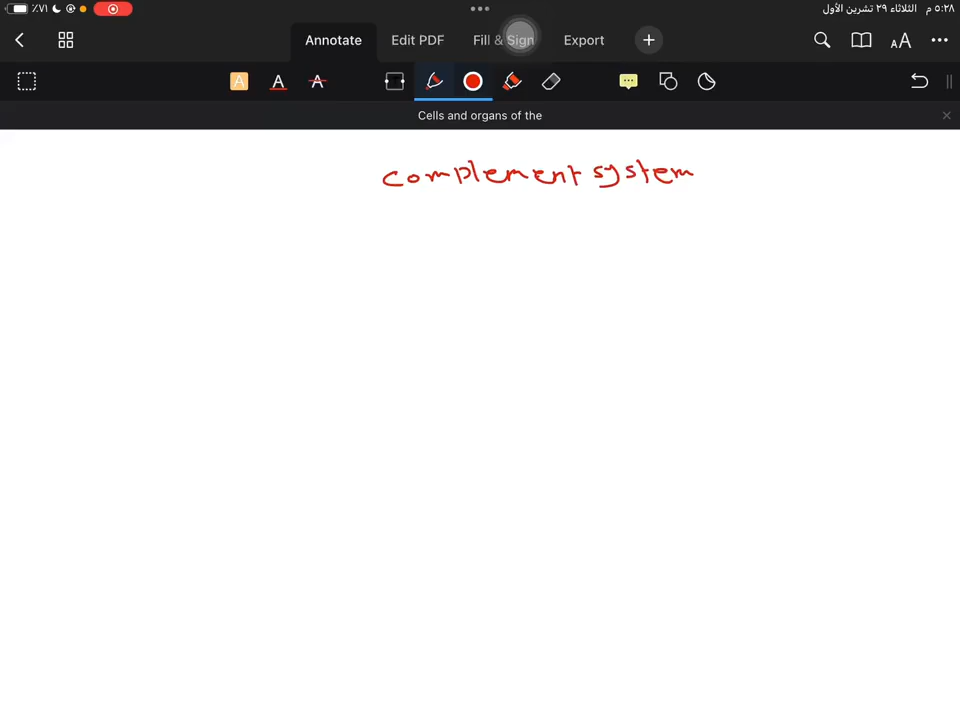 ٪٧١ الثلاثاء ٢٩ تشرين الأول ٥:٢٨ م
Annotate Edit PDF Fill & Sign Export
AA
A A A
Cells and organs of the
complement system